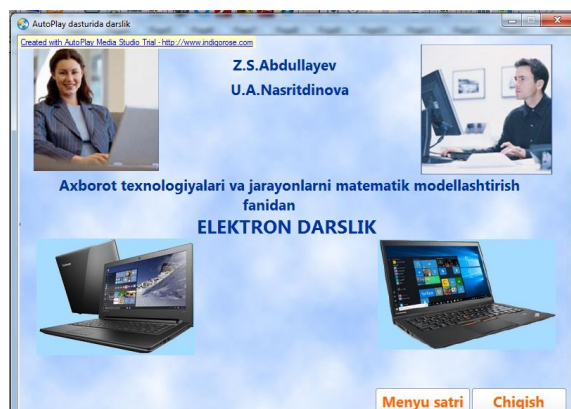 AutoPlay dasturida darslik
Created with AutoPlay Media Studio Trial - http://www.indigorose.com
Z.S.Abdullayev
U.A.Nasritdinova
Axborot texnologiyalari va jarayonlarni matematik modellashtirish
fanidan
ELEKTRON DARSLIK
Menyu satri
Chiqish